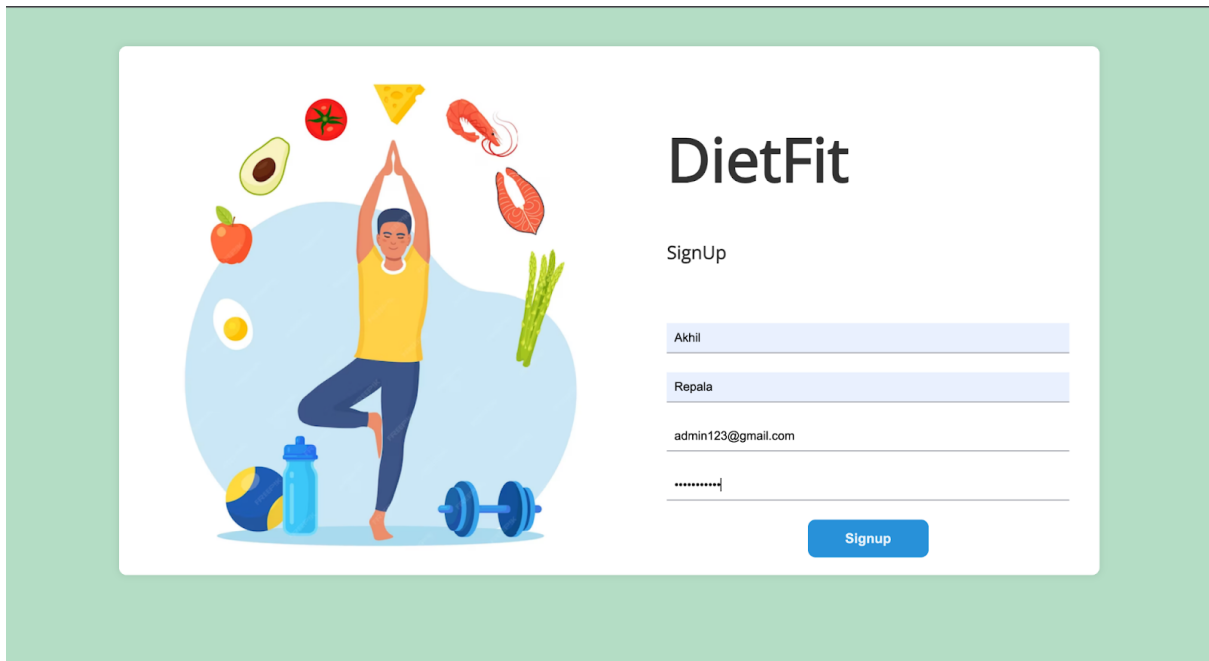 DietFit
SignUp
Akhil
Repala
admin123@gmail.com
•••••••••••
Signup